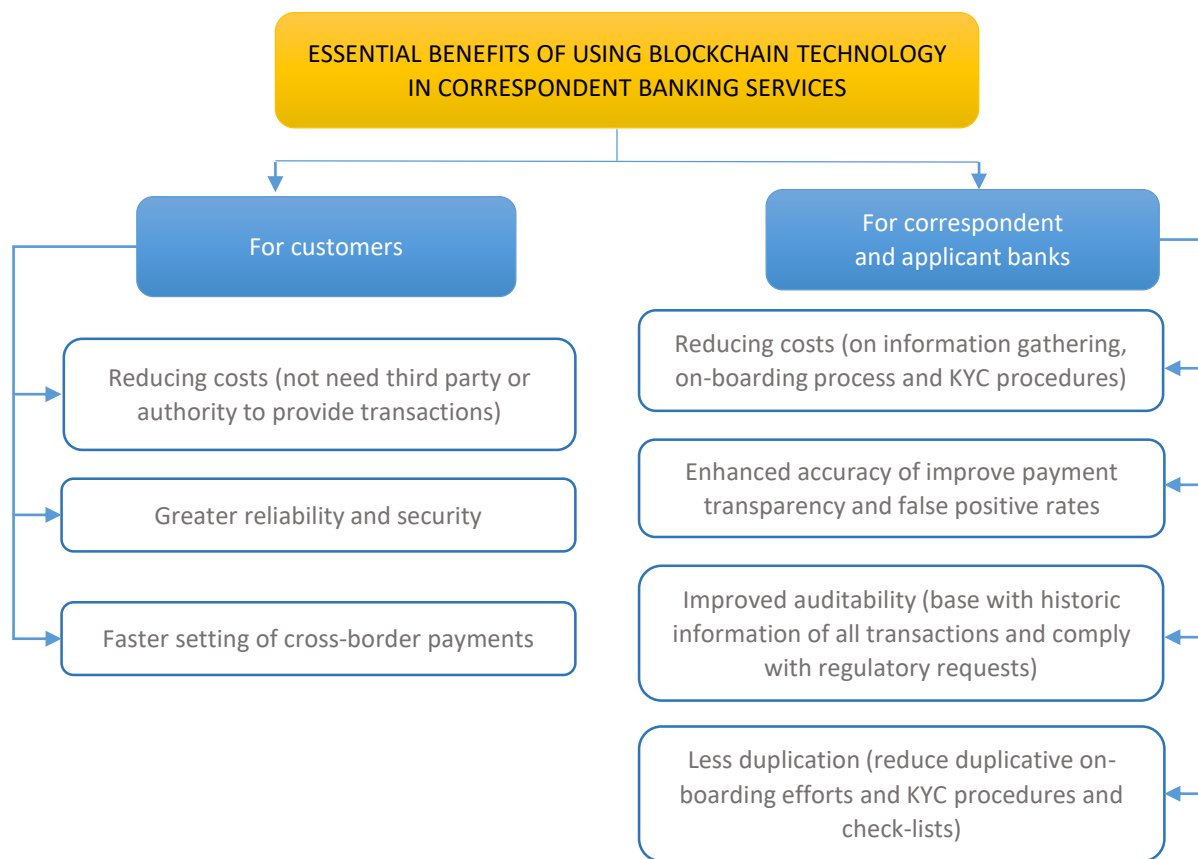 ESSENTIAL BENEFITS OF USING BLOCKCHAIN TECHNOLOGY
IN CORRESPONDENT BANKING SERVICES
For customers
Reducing costs (not need third party or
authority to provide transactions)
Greater reliability and security
Faster setting of cross-border payments
For correspondent
and applicant banks
Reducing costs (on information gathering,
on-boarding process and KYC procedures)
Enhanced accuracy of improve payment
transparency and false positive rates
Improved auditability (base with historic
information of all transactions and comply
with regulatory requests)
Less duplication (reduce duplicative on-
boarding efforts and KYC procedures and
check-lists)